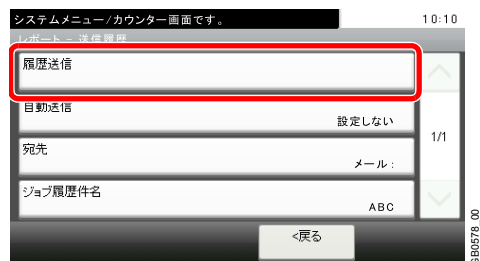 システムメニュー/カウンター画面です。
10:10
レポート - 送信履歴
履歴送信
自動送信
設定しない
1/1
宛先
メール:
ジョブ履歴件名
ABC
<戻る
GB0578_00